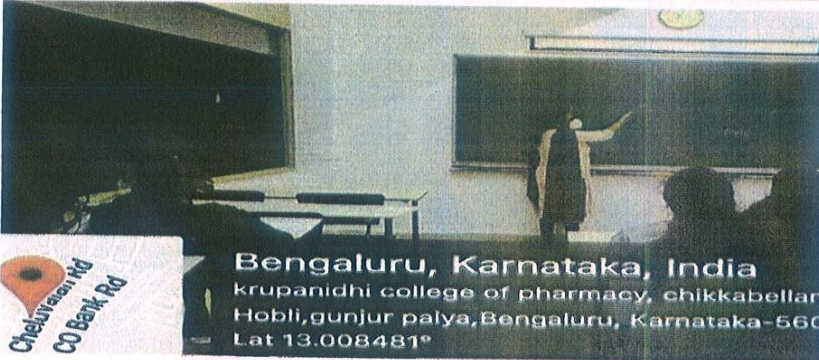 Bengaluru, Karnataka, India
krupanidhi college of pharmacy, chikkabellan
Hobli,gunjur palya,Bengaluru, Karnataka-560
Lat 13.008481°
Rd
CO Bank Rd